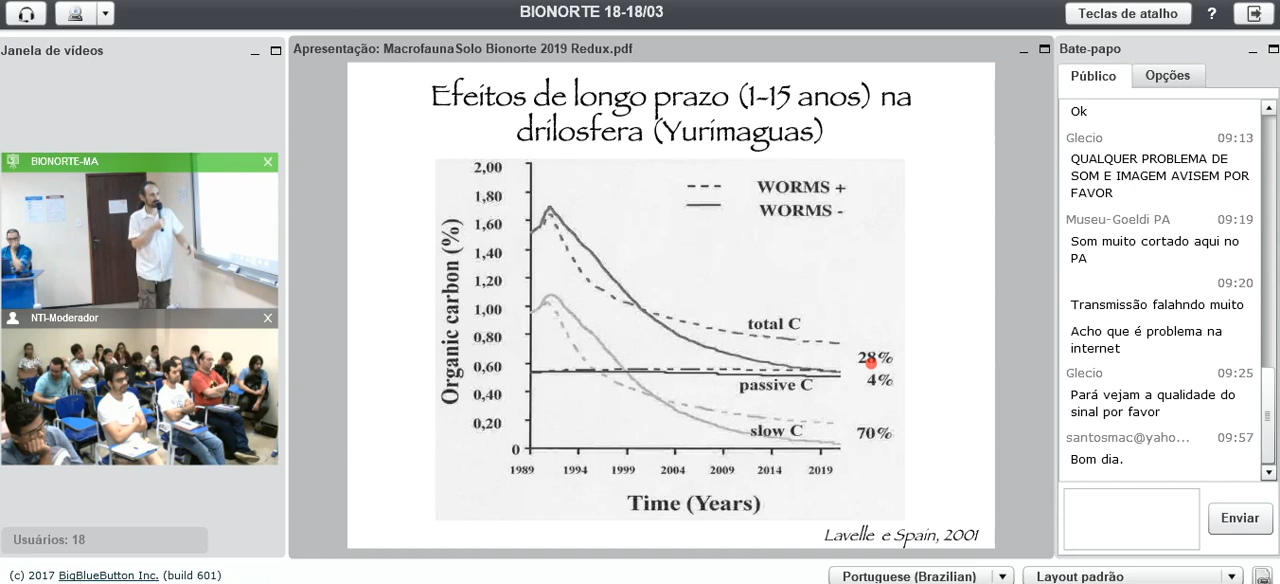 BIONORTE 18-18/03
Teclas de atalho
?
Janela de vídeos
BIONORTE-MA
X
NTI-Moderador
X
Usuários: 18
Apresentação: MacrofaunaSolo Bionorte 2019 Redux.pdf
Efeitos de longo prazo (1-15 anos) na
drilosfera (Yurimaguas)
Organic carbon (%)
2,00
1,80
1,60
1,40
1,20
1,00
0,80
0,60
0,40
0,20
0
WORMS +
WORMS -
total C
28%
passive C
4%
slow C
70%
1989 1994 1999 2004 2009 2014 2019
Time (Years)
Lavelle e Spain, 2001
Bate-papo
Público
Opções
Ok
Glecio 09:13
QUALQUER PROBLEMA DE
SOM E IMAGEM AVISEM POR
FAVOR
Museu-Goeldi PA 09:19
Som muito cortado aqui no
PA
09:20
Transmissão falahndo muito
Acho que é problema na
internet
Glecio 09:25
Pará vejam a qualidade do
sinal por favor
santosmac@yaho... 09:57
Bom dia.
Enviar
(c) 2017 BigBlueButton Inc. (build 601)
Portuguese (Brazilian)
Layout padrão